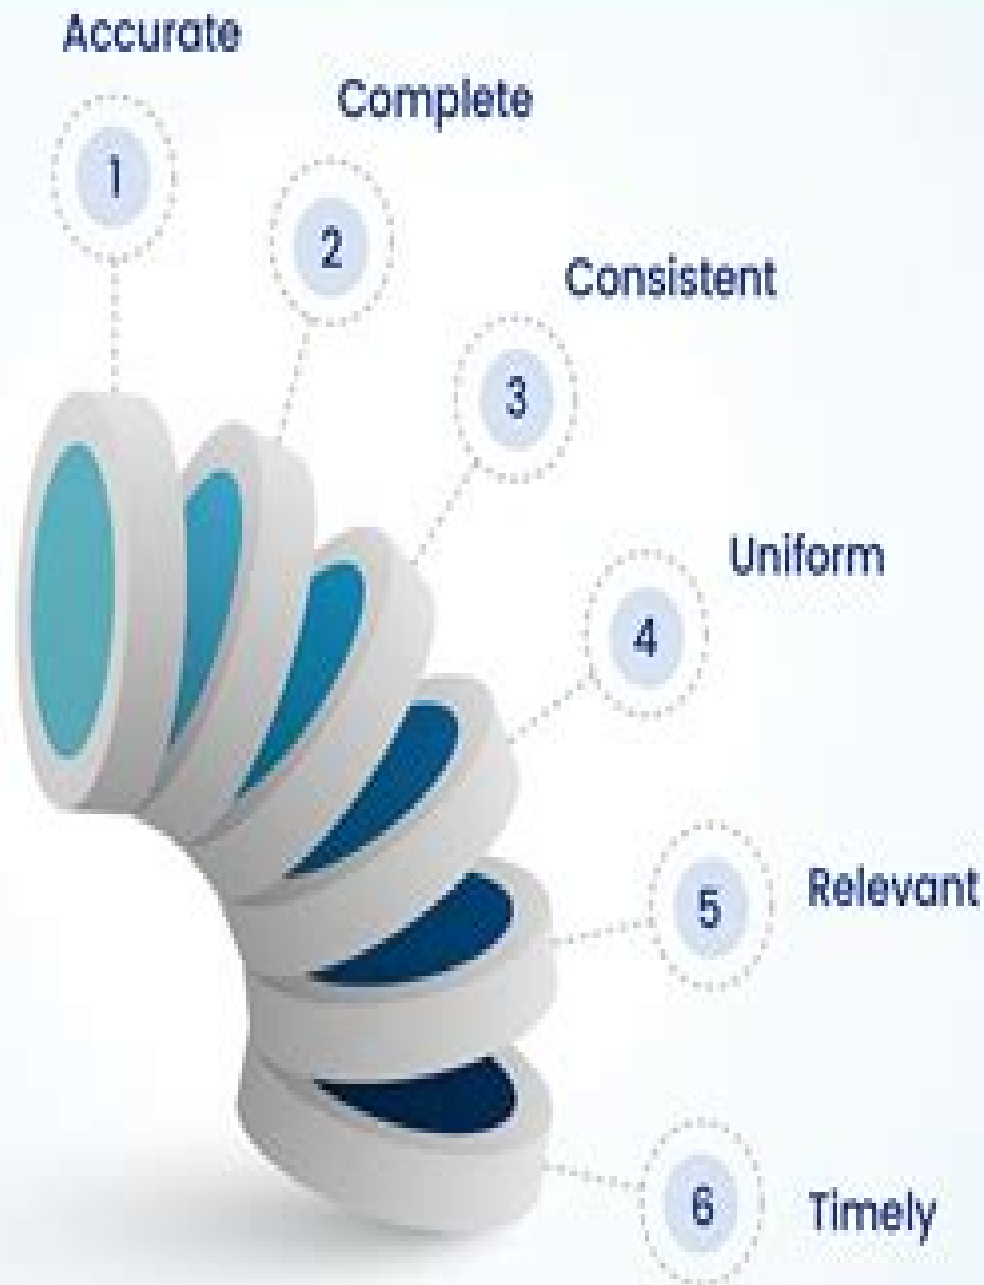 Accurate
1
Complete
2
Consistent
3
Uniform
4
Relevant
5
Timely
6